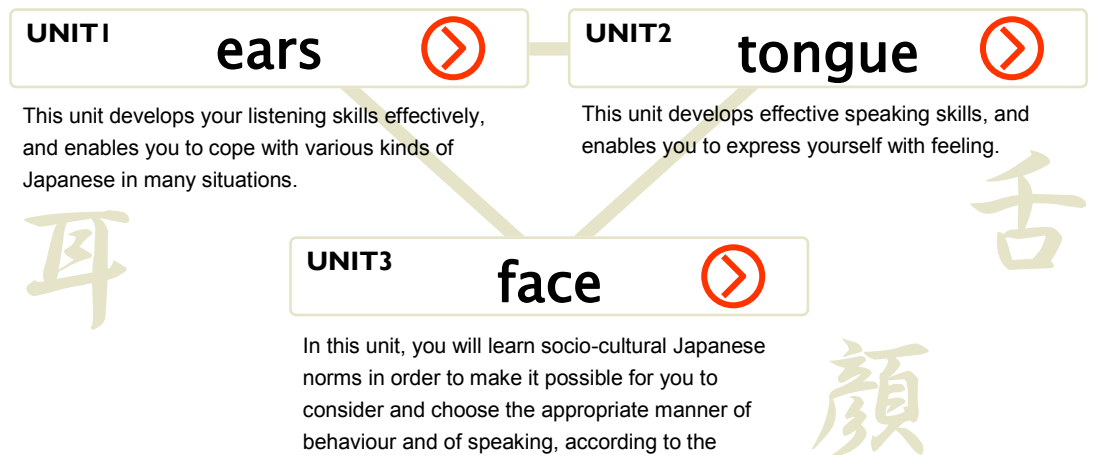 UNIT1
ears
This unit develops your listening skills effectively,
and enables you to cope with various kinds of
Japanese in many situations.
耳
UNIT2
tongue
This unit develops effective speaking skills, and
enables you to express yourself with feeling.
舌
UNIT3
face
In this unit, you will learn socio-cultural Japanese
norms in order to make it possible for you to
consider and choose the appropriate manner of
behaviour and of speaking, according to the
顔